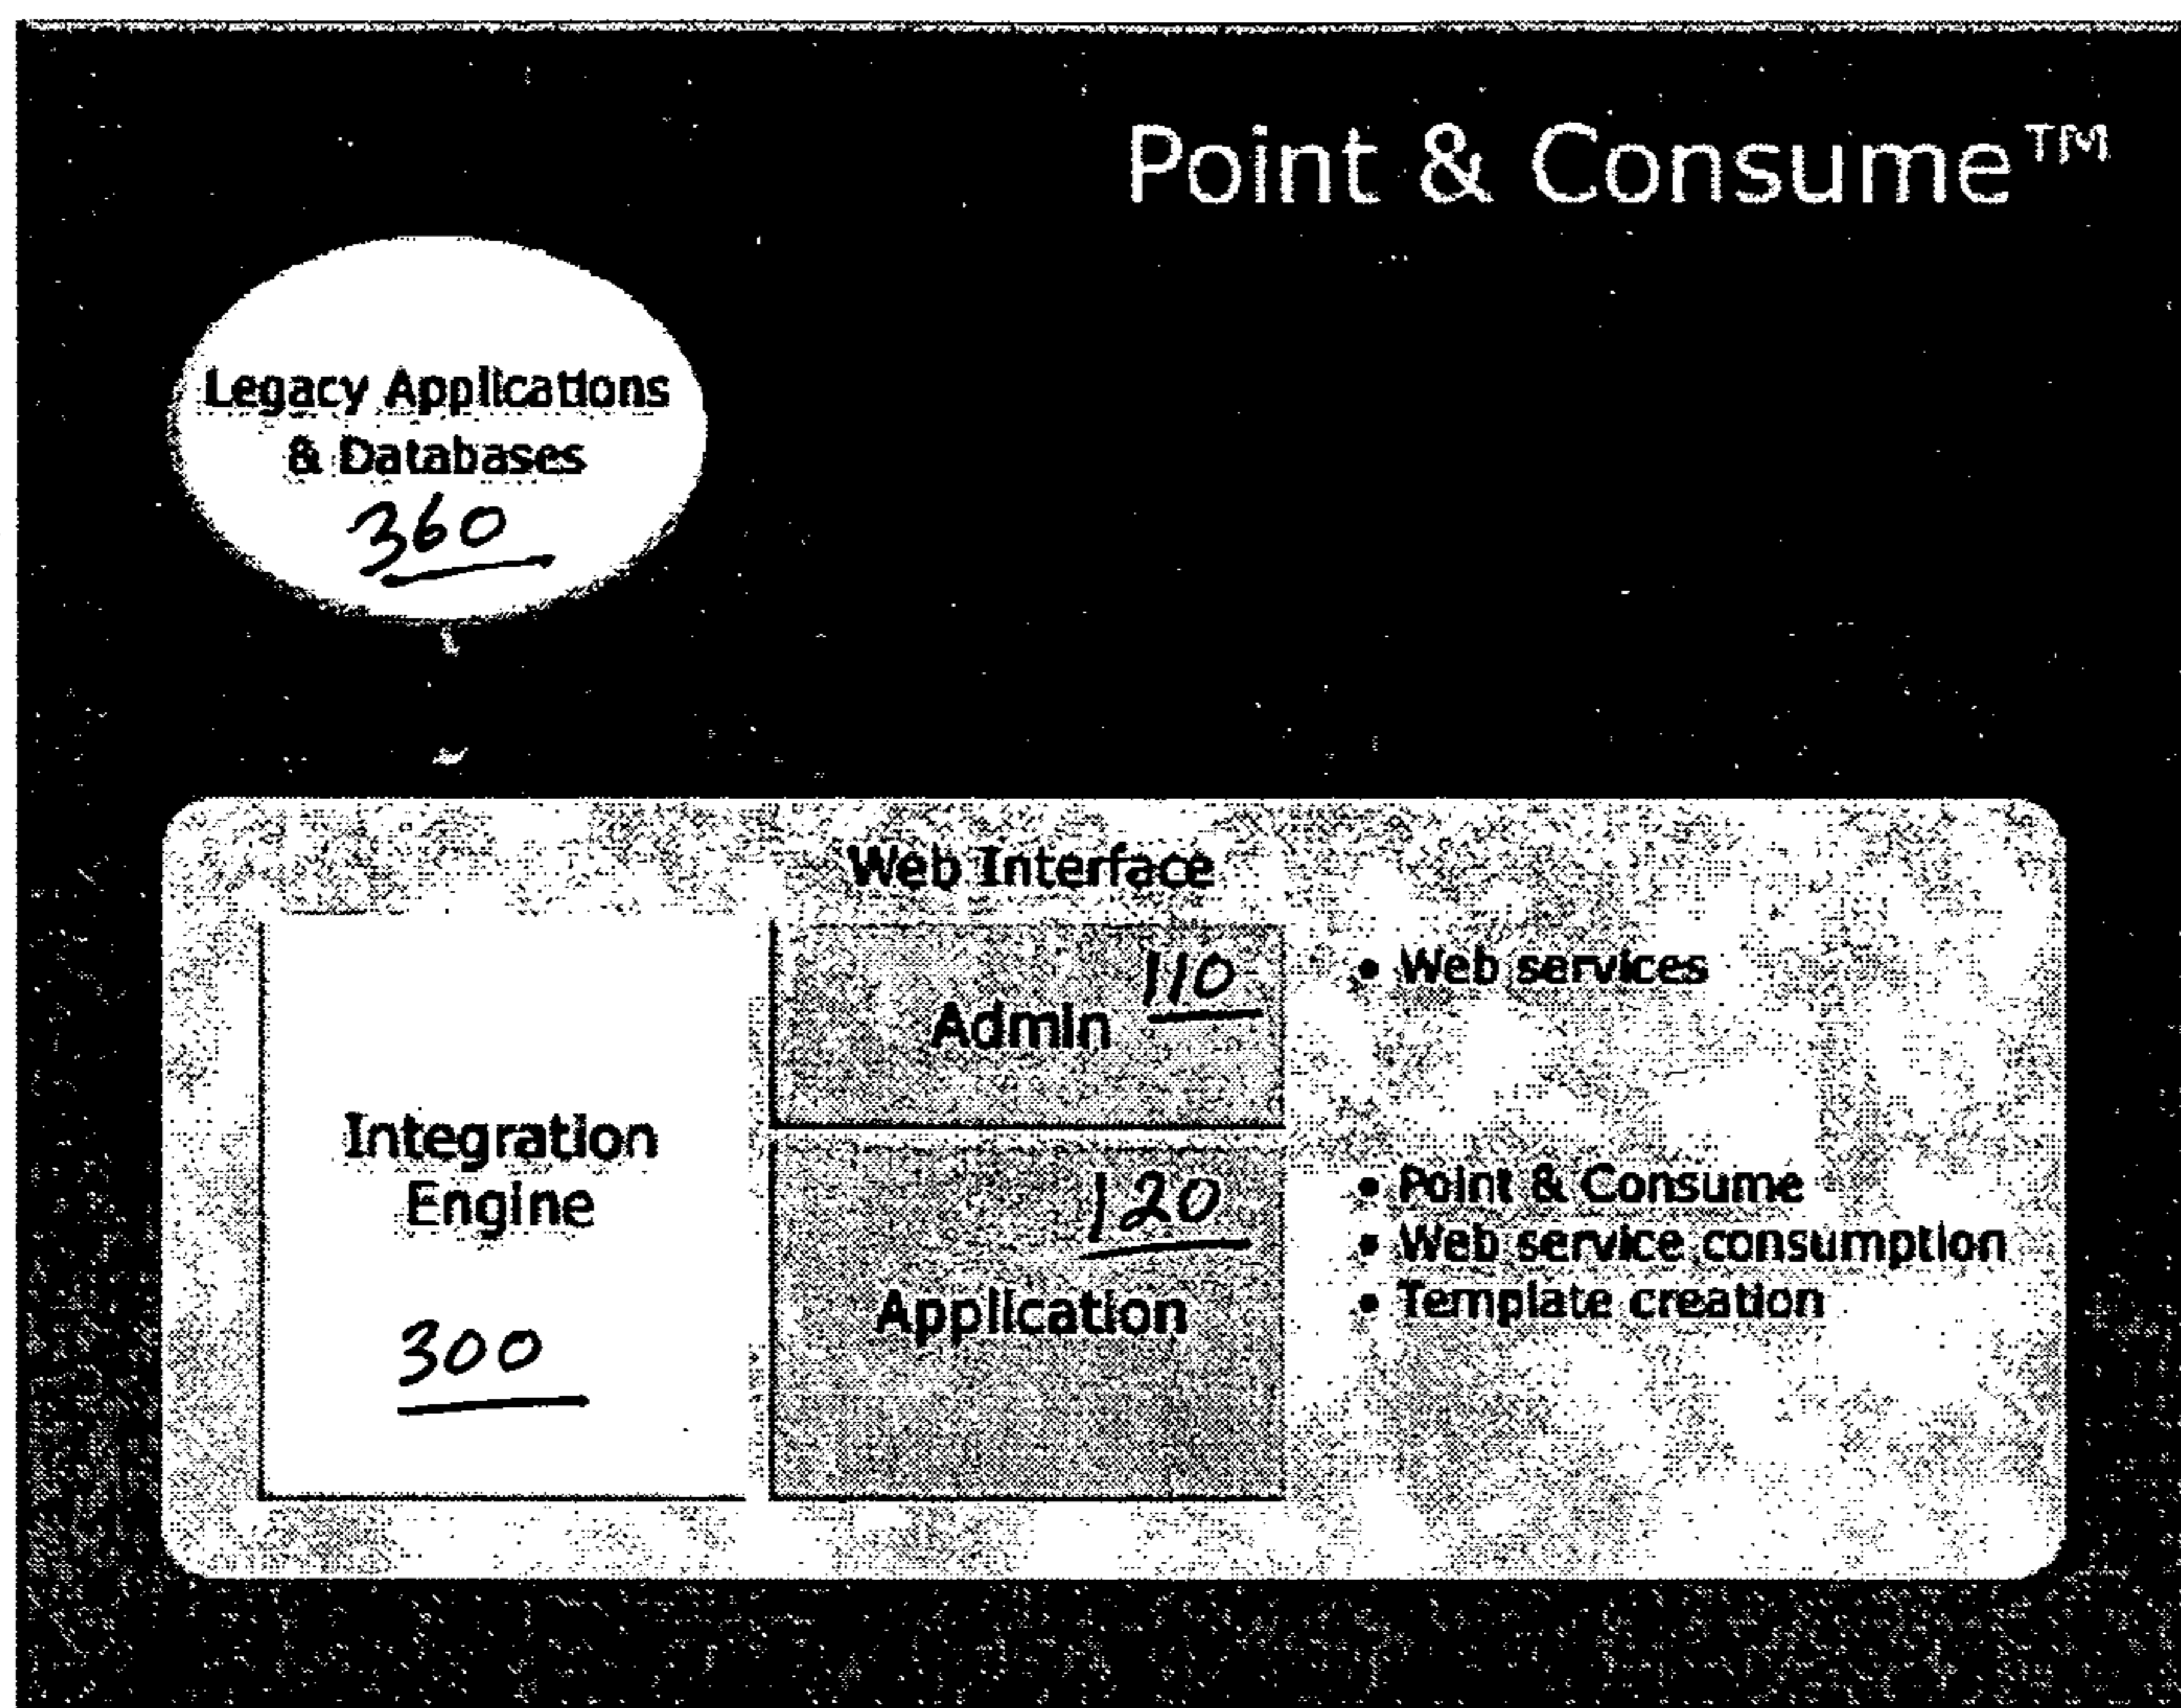 Point & Consume™
Legacy Applications
& Databases
360
Web Interface
Integration
Engine
300
Admin
110
Application
120
• Web services
• Point & Consume
• Web service consumption
• Template creation